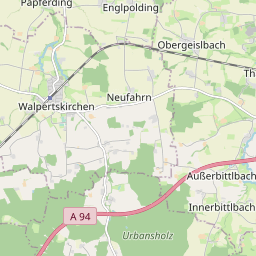 Papferding
Englpolding
Obergeislbach
Th
Neufahrn
Walpertskirchen
Außerbittlbach
Innerbittlbach
A 94
Urbansholz